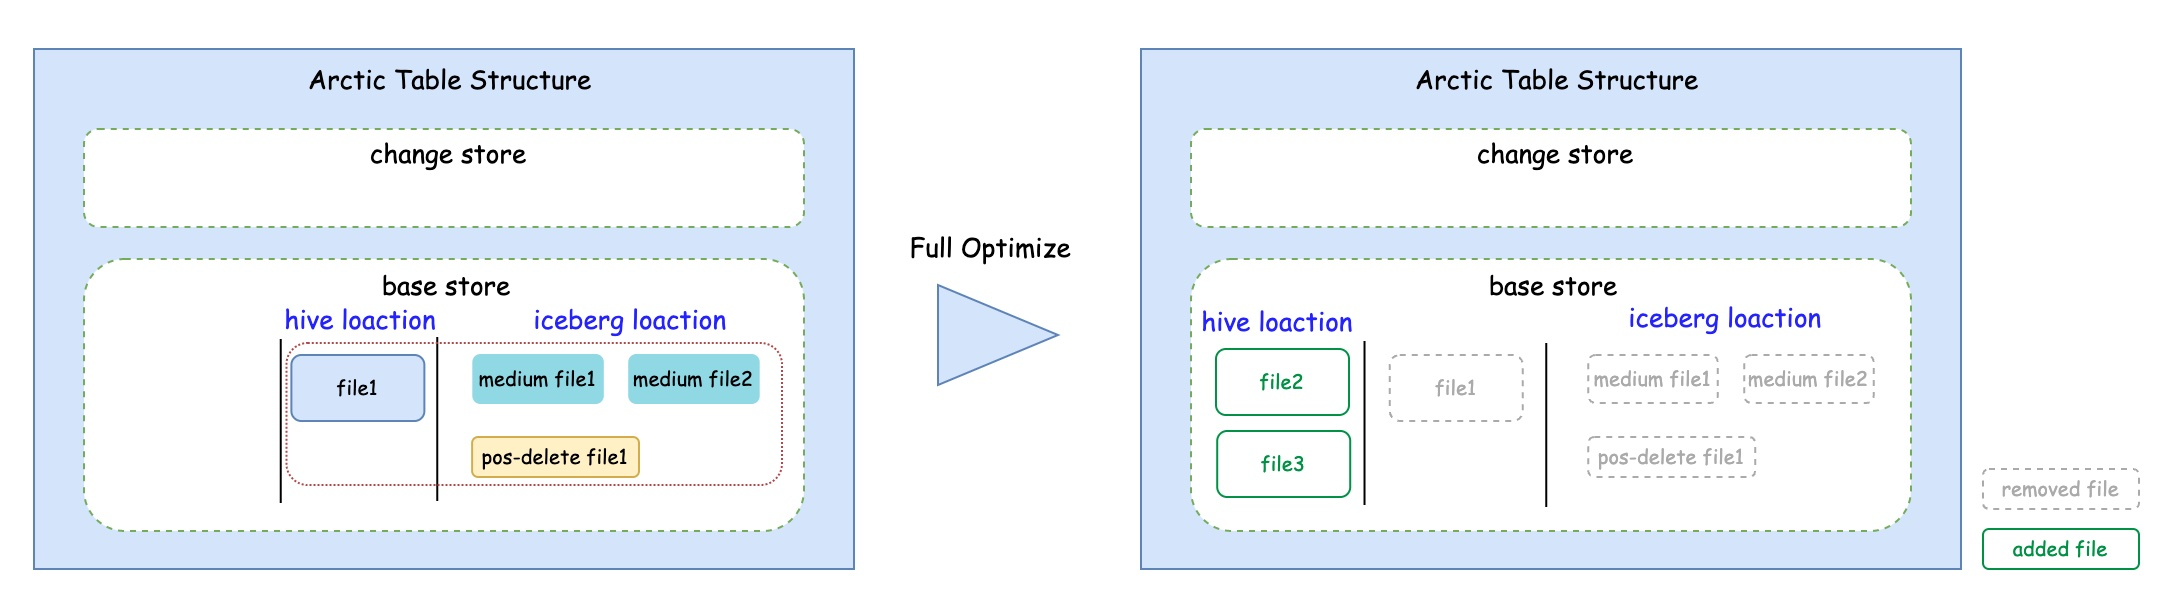 Arctic Table Structure
change store
base store
hive loaction
iceberg loaction
file1
medium file1
medium file2
pos-delete file1
Full Optimize
Arctic Table Structure
change store
base store
hive loaction
iceberg loaction
file2
file1
medium file1
medium file2
file3
pos-delete file1
removed file
added file